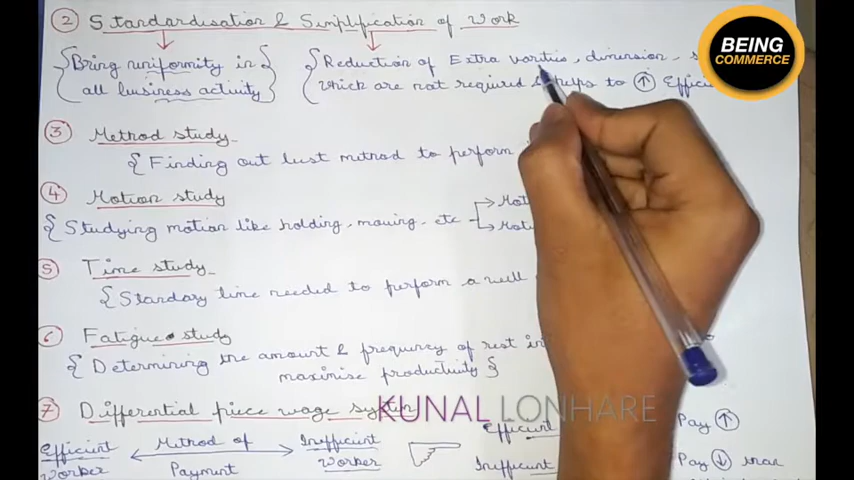 ② Standardisation & Simplification of work
BEING
COMMERCE
{Bring uniformity in
all business activity}
{Reduction of Extra varitis, dimension
which are not required & helps to ↑
③ Method study
{Finding out best method to perform
④ Motion study
{Studying motion like holding, moving, etc
⑤ Time study
{Standary time needed to perform a well
⑥ Fatigue study
{Determining the amount & frequency of rest
maximise productivity}
⑦ Differential piece wage system
KUNAL LONHARE
Efficient
Worker
Method of
Payment
Inefficient
Worker
Efficient Pay ↑
Inefficient Pay ↓ than